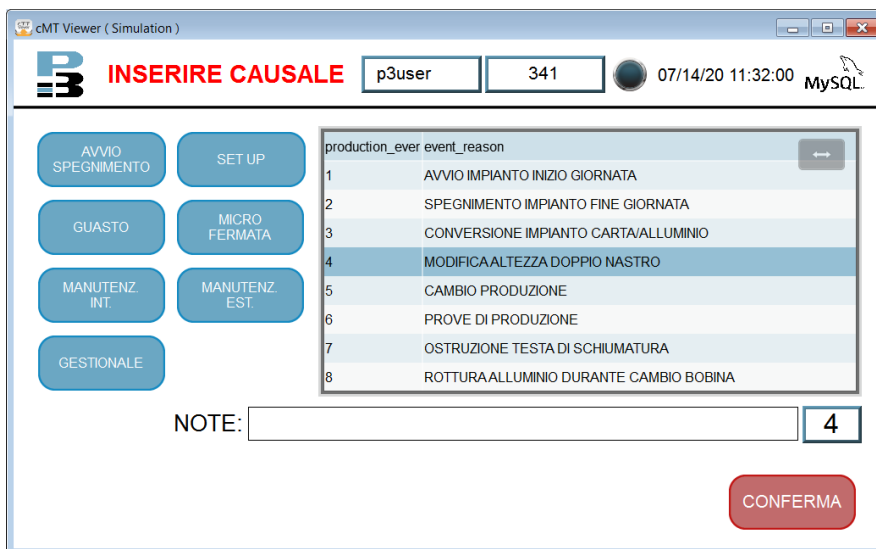 cMT Viewer ( Simulation )
P3 INSERIRE CAUSALE p3user 341 07/14/20 11:32:00 MySQL
AVVIO
SPEGNIMENTO
SET UP
GUASTO
MICRO
FERMATA
MANUTENZ.
INT.
MANUTENZ.
EST.
GESTIONALE
production_ever event_reason
1 AVVIO IMPIANTO INIZIO GIORNATA
2 SPEGNIMENTO IMPIANTO FINE GIORNATA
3 CONVERSIONE IMPIANTO CARTA/ALLUMINIO
4 MODIFICA ALTEZZA DOPPIO NASTRO
5 CAMBIO PRODUZIONE
6 PROVE DI PRODUZIONE
7 OSTRUZIONE TESTA DI SCHIUMATURA
8 ROTTURA ALLUMINIO DURANTE CAMBIO BOBINA
NOTE: 4
CONFERMA